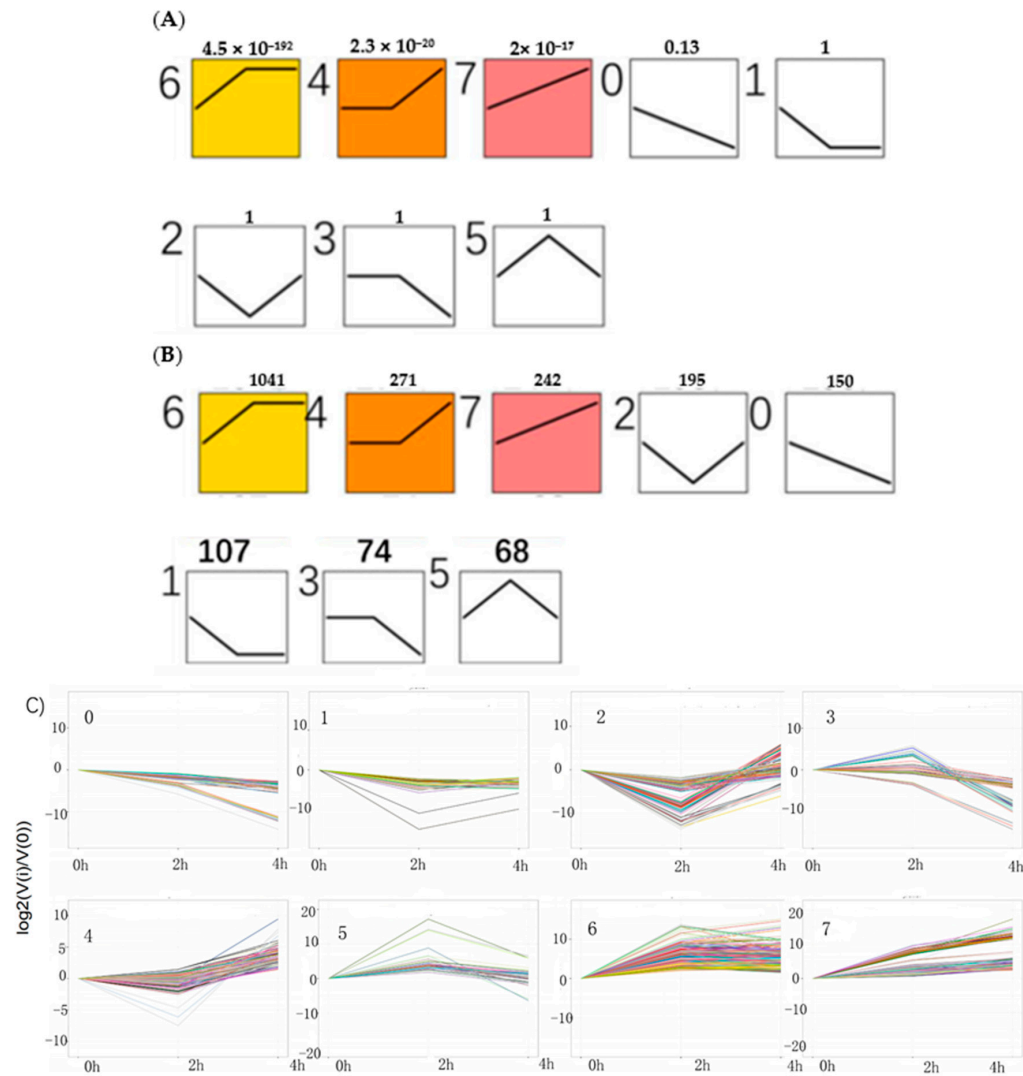 (A)
4.5 × 10⁻¹⁹² 2.3 × 10⁻²⁰ 2× 10⁻¹⁷ 0.13 1
6 4 7 0 1
1 1 1
2 3 5
(B)
1041 271 242 195 150
6 4 7 2 0
107 74 68
1 3 5
C)
log2(V(i)/V(0))
0 1 2 3
10 10 10 10
0 0 0 0
-10 -10 -10 -10
0h 2h 4h 0h 2h 4h 0h 2h 4h 0h 2h 4h
4 5 6 7
10 5 0 -5 -10
20 10 0 -10 -20
10 0 -10
20 10 0 -10 -20
0h 2h 4h 0h 2h 4h 0h 2h 4h 0h 2h 4h